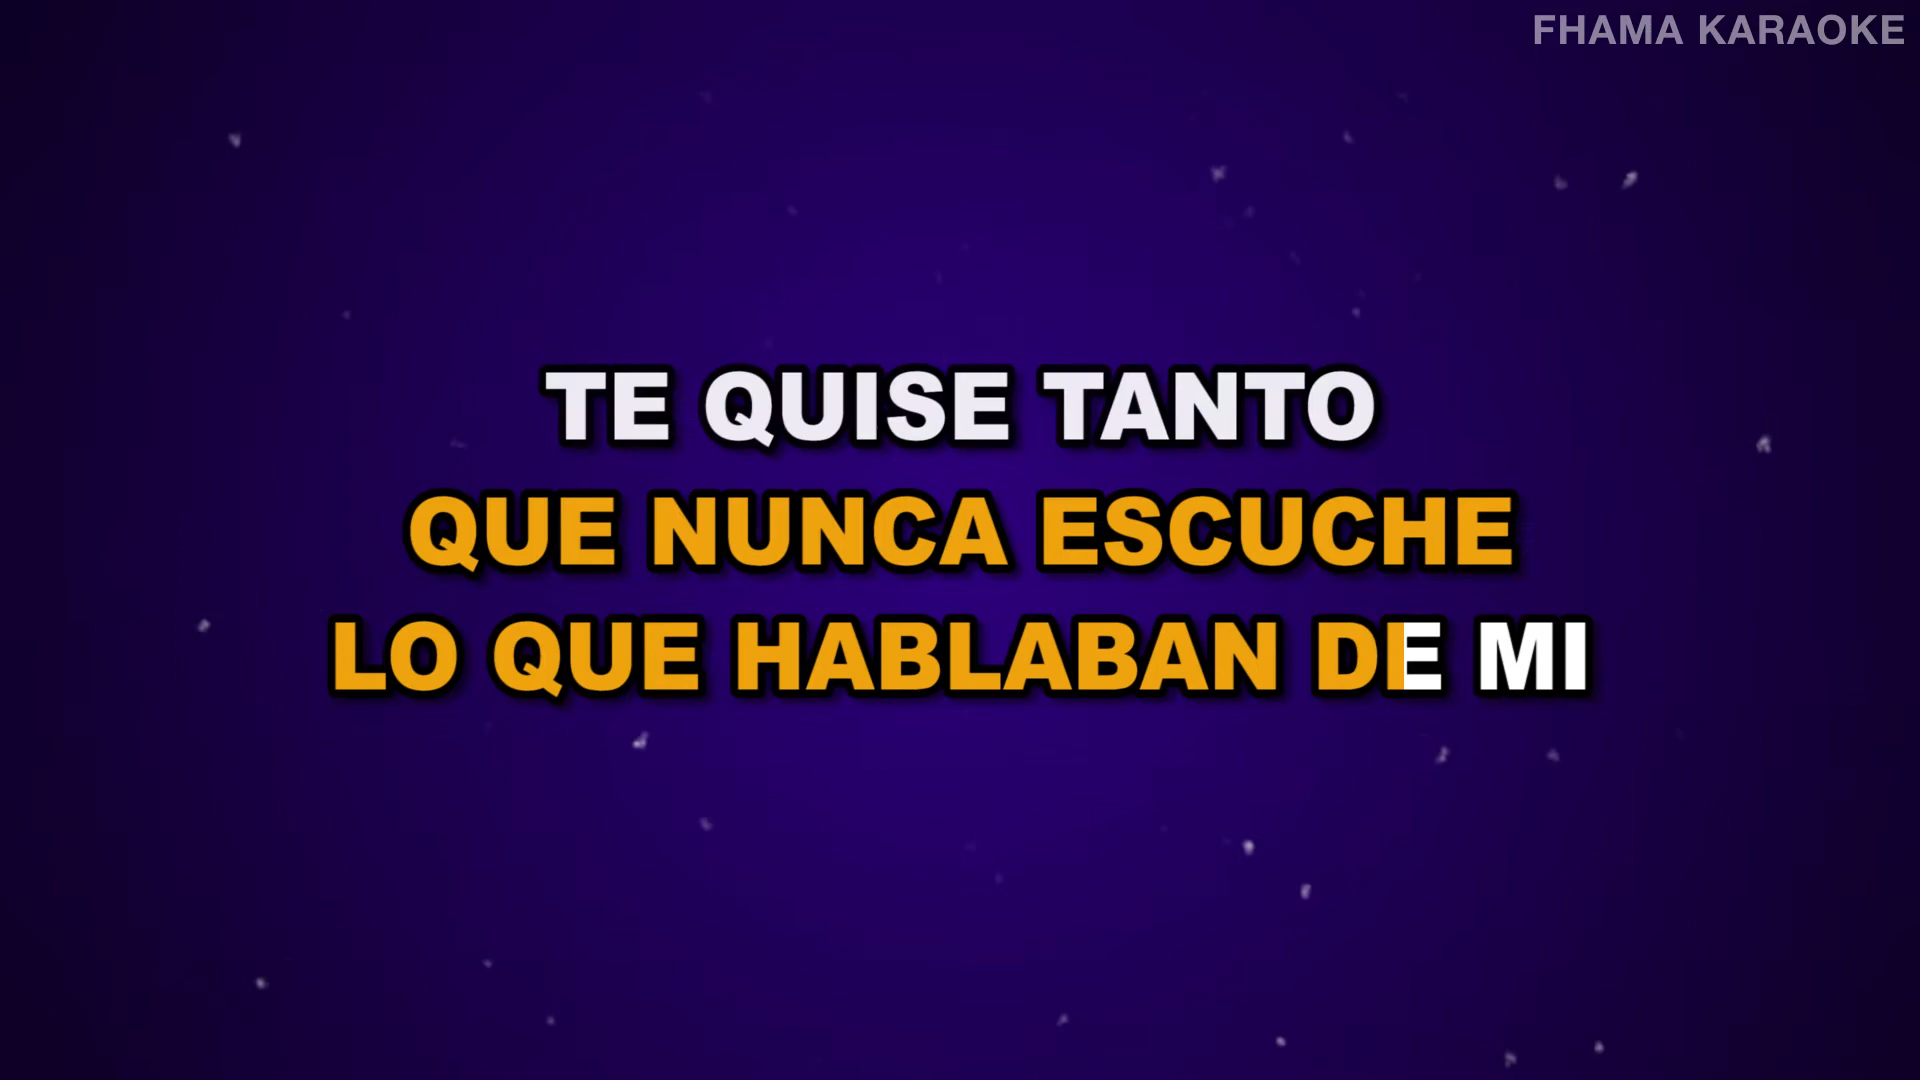 FHAMA KARAOKE
TE QUISE TANTO
QUE NUNCA ESCUCHE
LO QUE HABLABAN DE MI